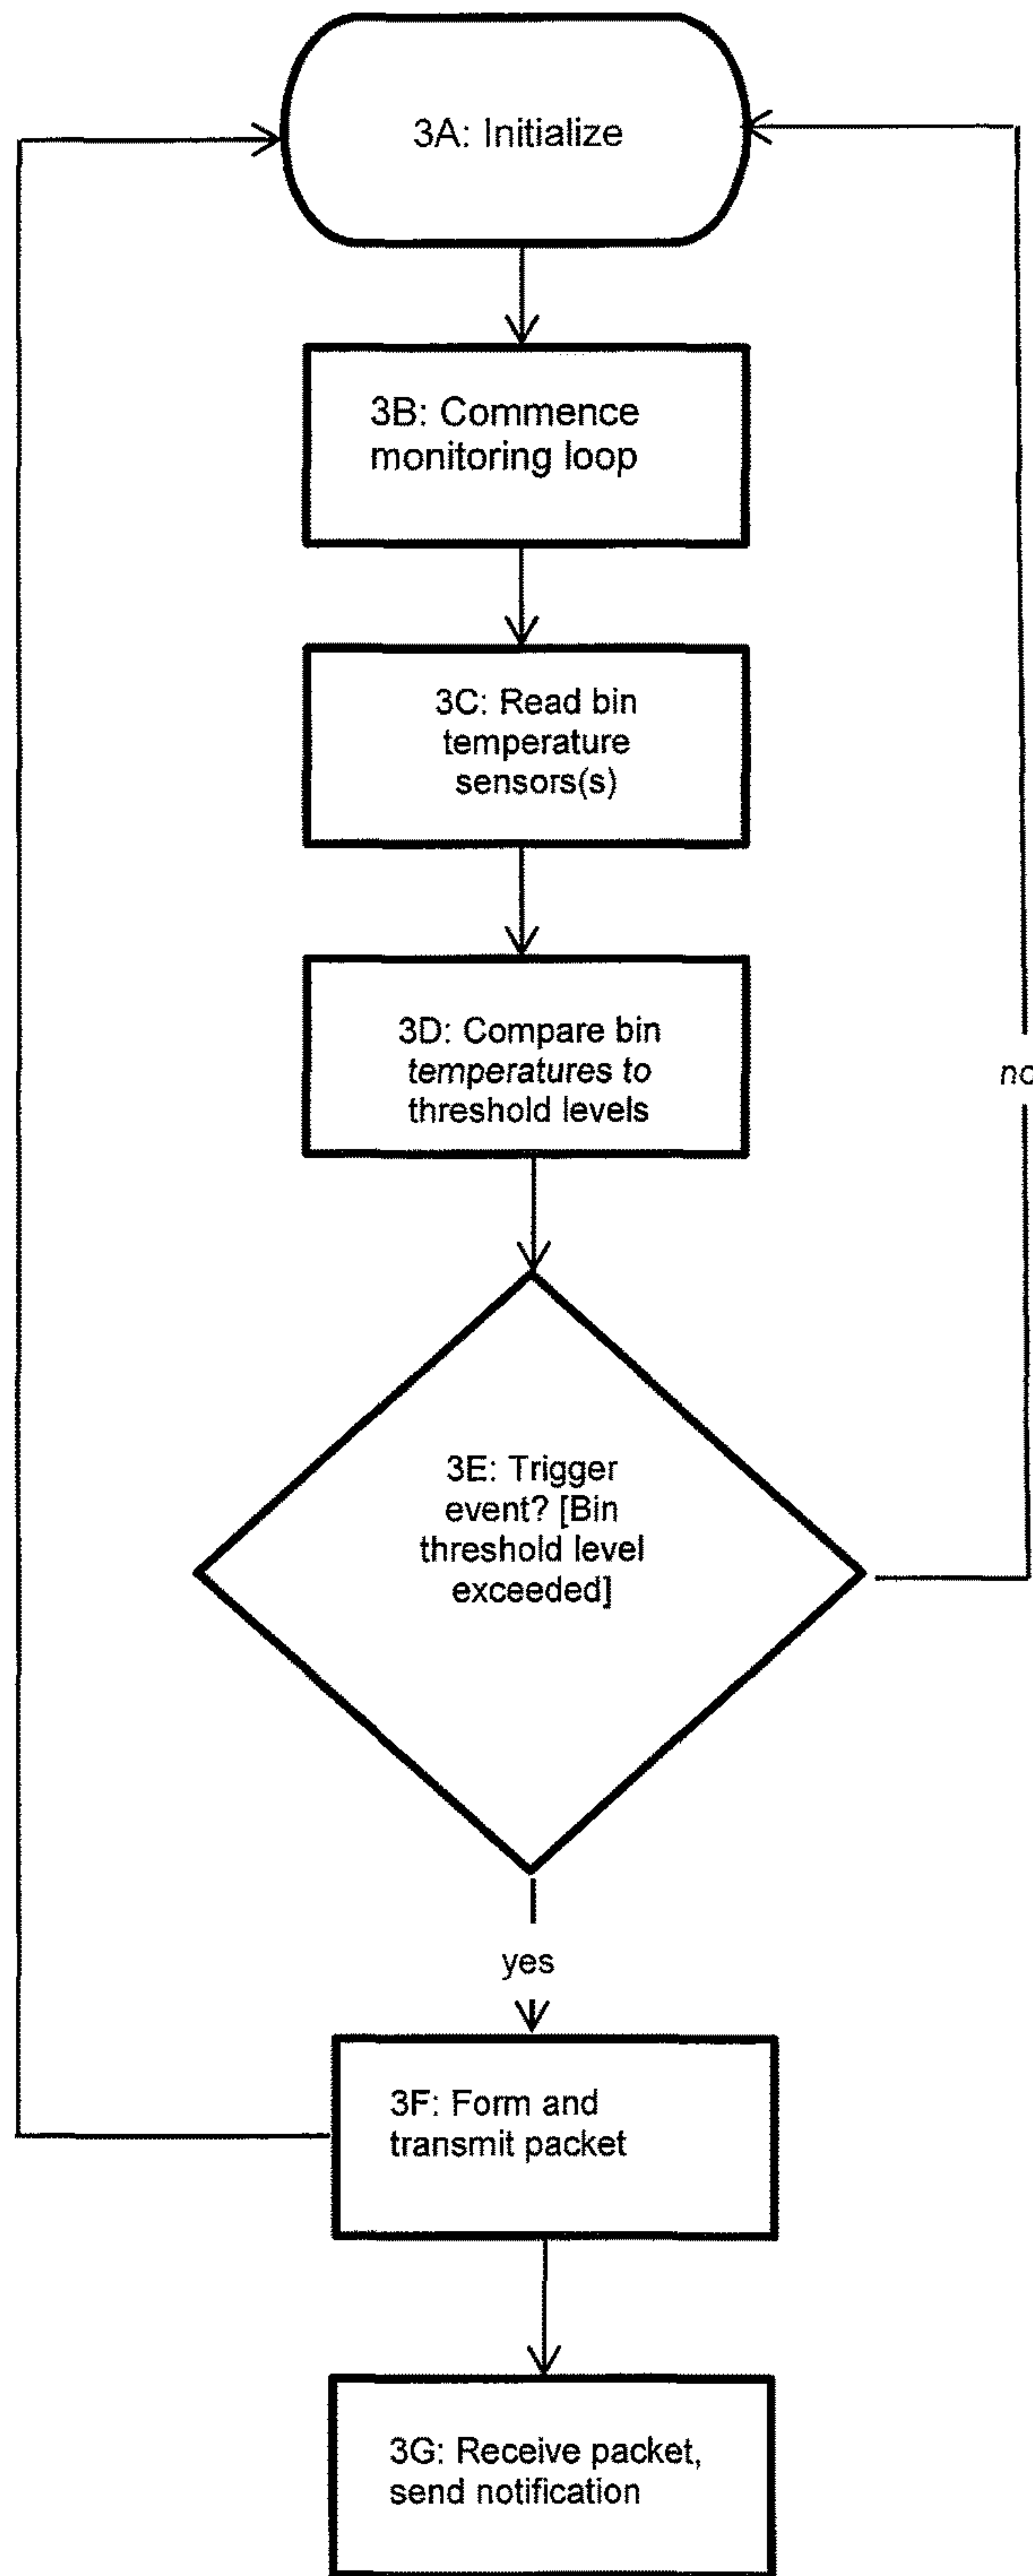 3A: Initialize
3B: Commence
monitoring loop
3C: Read bin
temperature
sensors(s)
3D: Compare bin
temperatures to
threshold levels
no
3E: Trigger
event? [Bin
threshold level
exceeded]
yes
3F: Form and
transmit packet
3G: Receive packet,
send notification